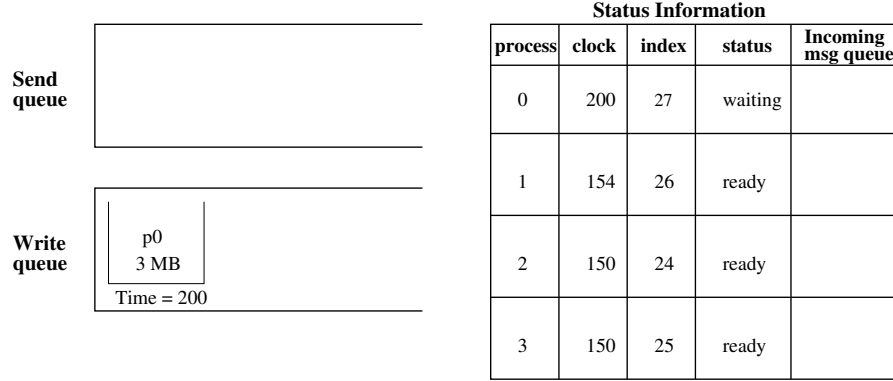 Status Information
process clock index status Incoming
msg queue
Send
queue
0 200 27 waiting
1 154 26 ready
Write
queue
p0
3 MB
Time = 200
2 150 24 ready
3 150 25 ready